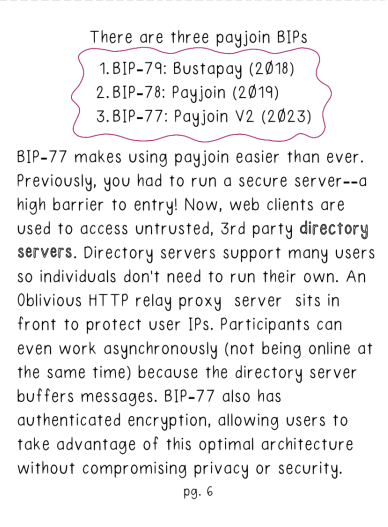 There are three payjoin BIPs
1. BIP-79: Bustapay (2018)
2. BIP-78: Payjoin (2019)
3. BIP-77: Payjoin V2 (2023)
BIP-77 makes using payjoin easier than ever.
Previously, you had to run a secure server--a
high barrier to entry! Now, web clients are
used to access untrusted, 3rd party directory
servers. Directory servers support many users
so individuals don't need to run their own. An
Oblivious HTTP relay proxy server sits in
front to protect user IPs. Participants can
even work asynchronously (not being online at
the same time) because the directory server
buffers messages. BIP-77 also has
authenticated encryption, allowing users to
take advantage of this optimal architecture
without compromising privacy or security.
pg. 6